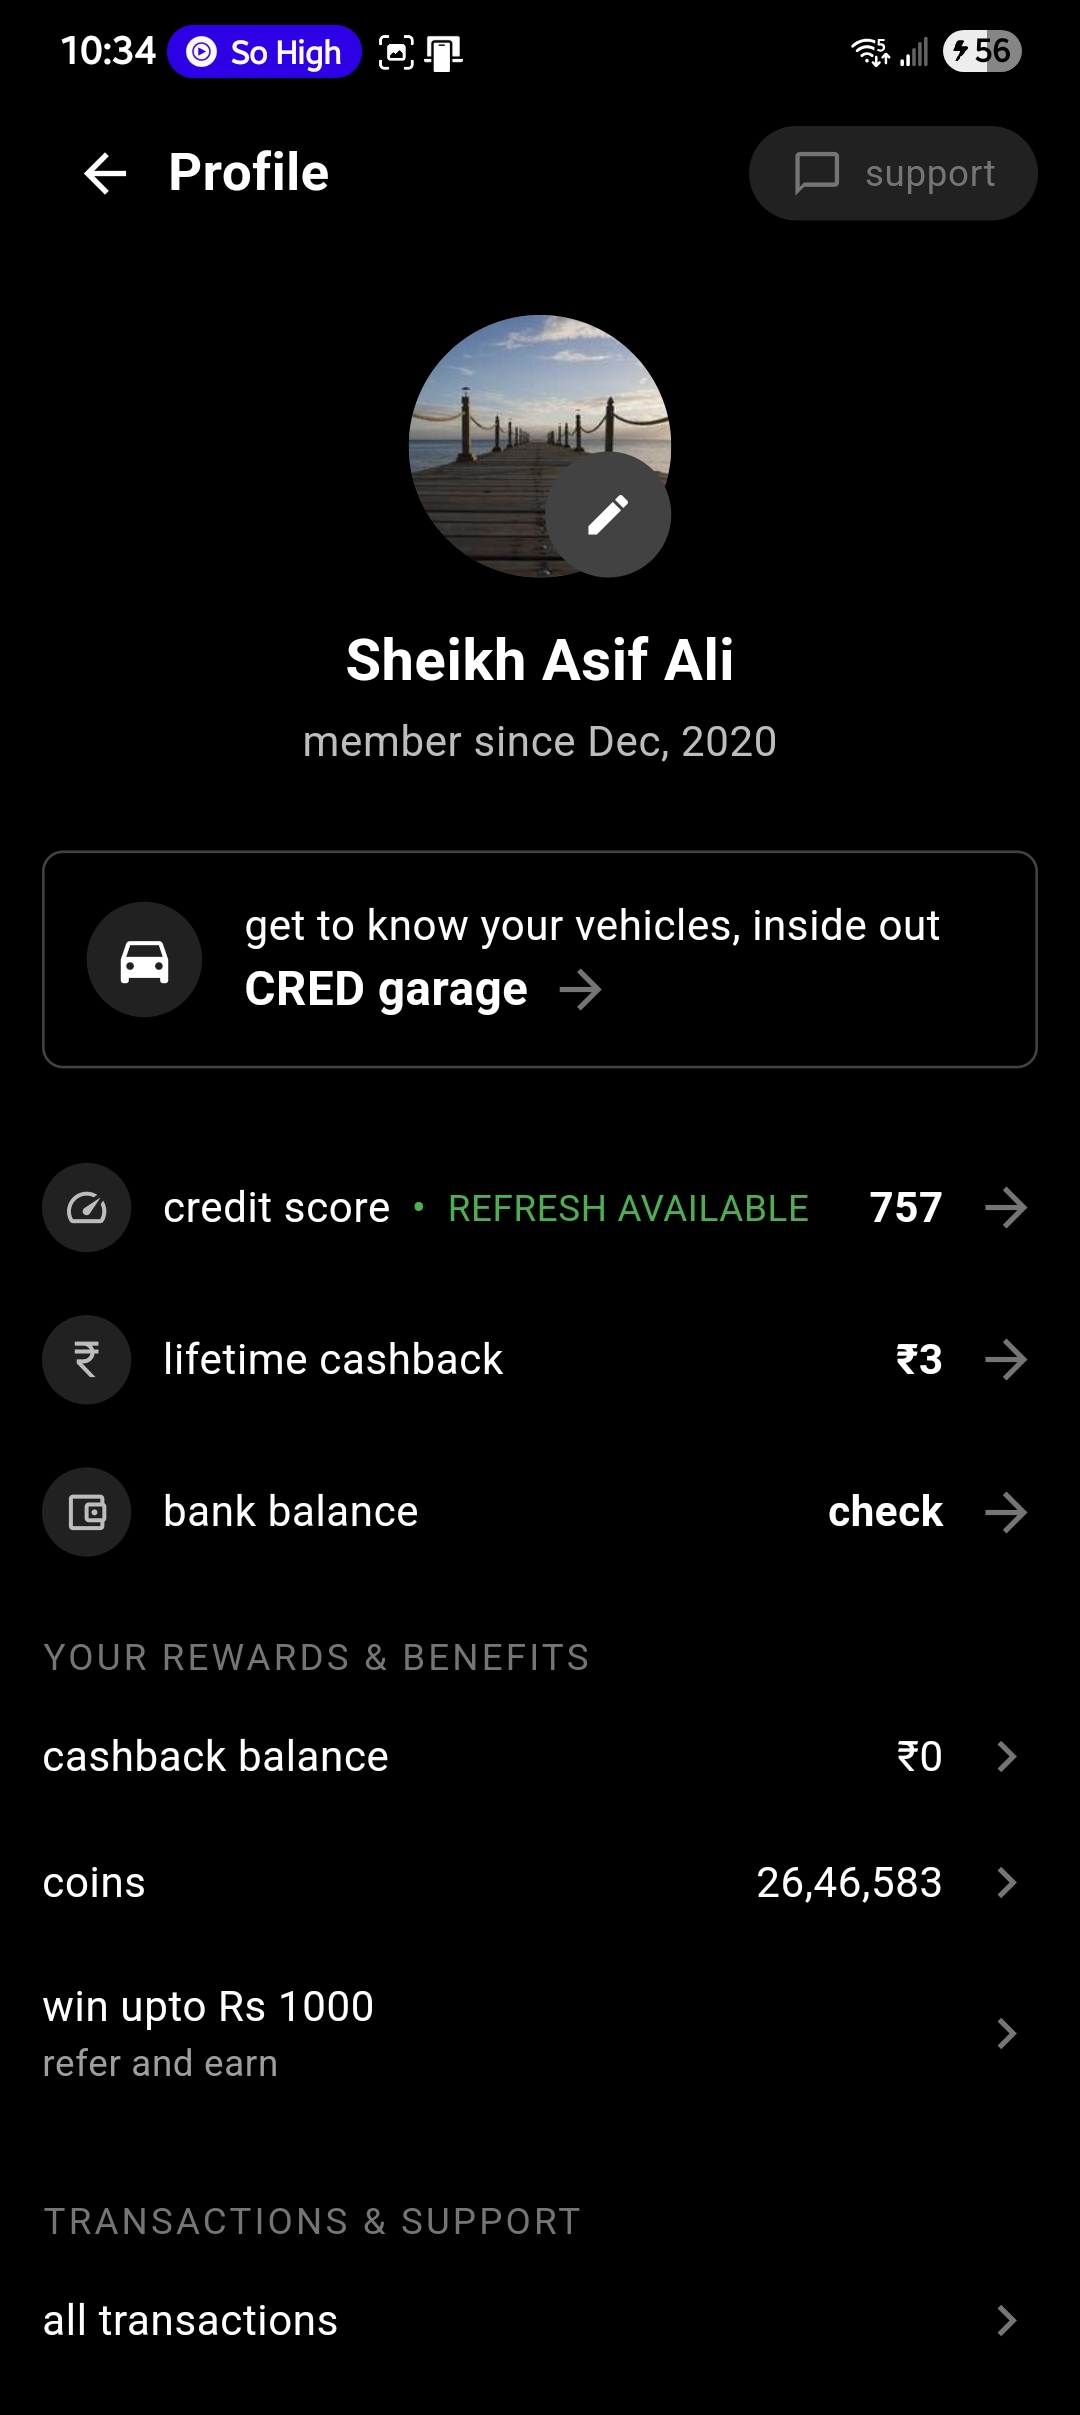 10:34 So High 5 56
Profile
support
Sheikh Asif Ali
member since Dec, 2020
get to know your vehicles, inside out
CRED garage
credit score • REFRESH AVAILABLE 757
₹ lifetime cashback ₹3
bank balance check
YOUR REWARDS & BENEFITS
cashback balance ₹0
coins 26,46,583
win upto Rs 1000
refer and earn
TRANSACTIONS & SUPPORT
all transactions